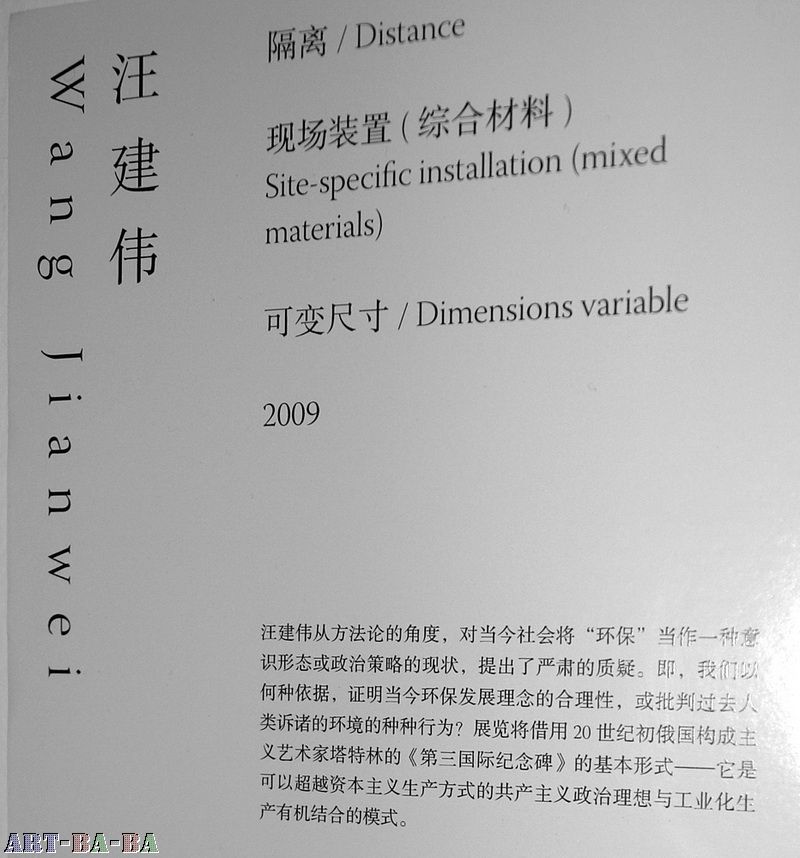 汪建伟
Wang Jianwei
隔离 / Distance
现场装置 ( 综合材料 )
Site-specific installation (mixed
materials)
可变尺寸 / Dimensions variable
2009
汪建伟从方法论的角度，对当今社会将“环保”当作一种意
识形态或政治策略的现状，提出了严肃的质疑。即，我们以
何种依据，证明当今环保发展理念的合理性，或批判过去人
类诉诸的环境的种种行为？展览将借用 20 世纪初俄国构成主
义艺术家塔特林的《第三国际纪念碑》的基本形式——它是
可以超越资本主义生产方式的共产主义政治理想与工业化生
产有机结合的模式。
ART-BA-BA